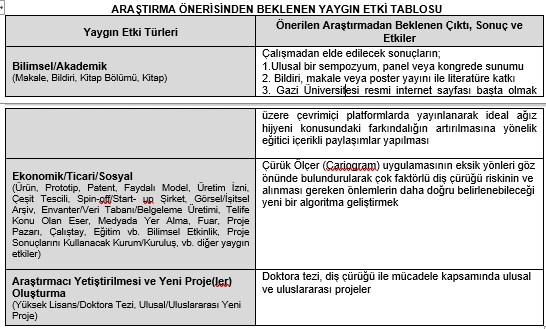 ARAŞTIRMA ÖNERİSİNDEN BEKLENEN YAYGIN ETKİ TABLOSU
Yaygın Etki Türleri
Önerilen Araştırmadan Beklenen Çıktı, Sonuç ve
Etkiler
Bilimsel/Akademik
(Makale, Bildiri, Kitap Bölümü, Kitap)
Çalışmadan elde edilecek sonuçların;
1.Ulusal bir sempozyum, panel veya kongrede sunumu
2. Bildiri, makale veya poster yayını ile literatüre katkı
3. Gazi Üniversitesi resmi internet sayfası başta olmak
üzere çevrimiçi platformlarda yayınlanarak ideal ağız
hijyeni konusundaki farkındalığın artırılmasına yönelik
eğitici içerikli paylaşımlar yapılması
Ekonomik/Ticari/Sosyal
(Ürün, Prototip, Patent, Faydalı Model, Üretim İzni,
Çeşit Tescili, Spin-off/Start- up Şirket, Görsel/İşitsel
Arşiv, Envanter/Veri Tabanı/Belgeleme Üretimi, Telife
Konu Olan Eser, Medyada Yer Alma, Fuar, Proje
Pazarı, Çalıştay, Eğitim vb. Bilimsel Etkinlik, Proje
Sonuçlarını Kullanacak Kurum/Kuruluş, vb. diğer yaygın
etkiler)
Çürük Ölçer (Cariogram) uygulamasının eksik yönleri göz
önünde bulundurularak çok faktörlü diş çürüğü riskinin ve
alınması gereken önlemlerin daha doğru belirlenebileceği
yeni bir algoritma geliştirmek
Araştırmacı Yetiştirilmesi ve Yeni Proje(ler)
Oluşturma
(Yüksek Lisans/Doktora Tezi, Ulusal/Uluslararası Yeni
Proje)
Doktora tezi, diş çürüğü ile mücadele kapsamında ulusal
ve uluslararası projeler